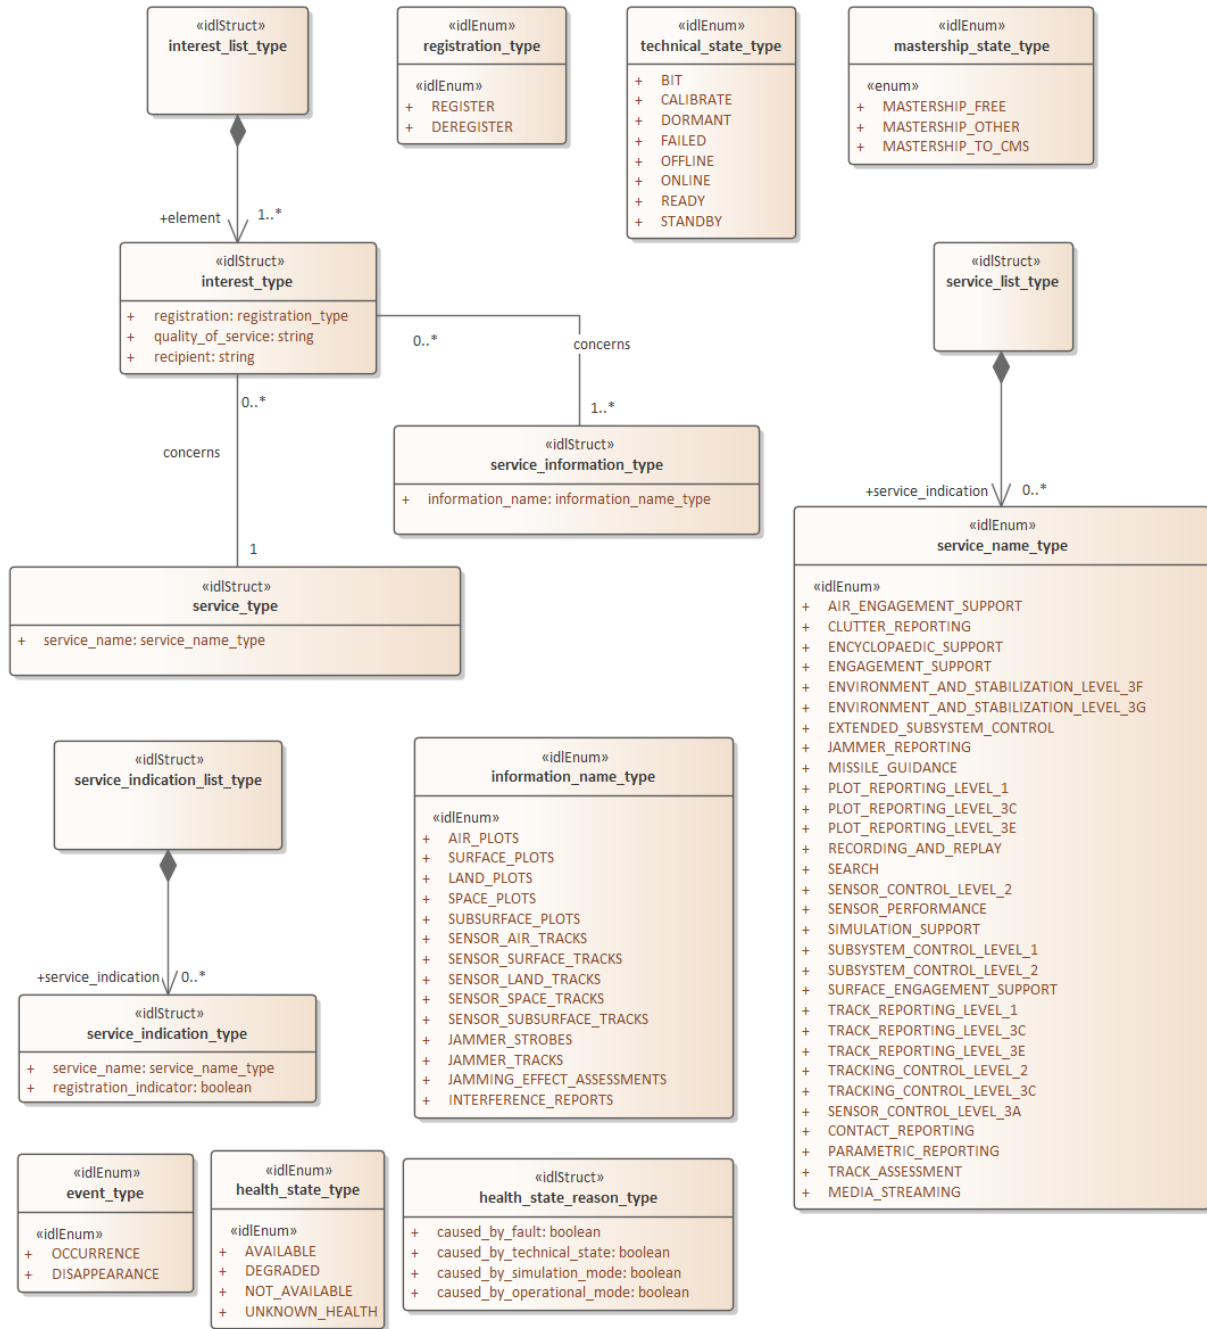 «idlStruct»
interest_list_type
«idlEnum»
registration_type
«idlEnum»
+ REGISTER
+ DEREGISTER
«idlEnum»
technical_state_type
+ BIT
+ CALIBRATE
+ DORMANT
+ FAILED
+ OFFLINE
+ ONLINE
+ READY
+ STANDBY
«idlEnum»
mastership_state_type
«enum»
+ MASTERSHIP_FREE
+ MASTERSHIP_OTHER
+ MASTERSHIP_TO_CMS
+element
1..*
«idlStruct»
interest_type
+ registration: registration_type
+ quality_of_service: string
+ recipient: string
0..*
concerns
1..*
0..*
concerns
1
«idlStruct»
service_information_type
+ information_name: information_name_type
«idlStruct»
service_type
+ service_name: service_name_type
«idlStruct»
service_list_type
+service_indication
0..*
«idlEnum»
service_name_type
«idlEnum»
+ AIR_ENGAGEMENT_SUPPORT
+ CLUTTER_REPORTING
+ ENCYCLOPAEDIC_SUPPORT
+ ENGAGEMENT_SUPPORT
+ ENVIRONMENT_AND_STABILIZATION_LEVEL_3F
+ ENVIRONMENT_AND_STABILIZATION_LEVEL_3G
+ EXTENDED_SUBSYSTEM_CONTROL
+ JAMMER_REPORTING
+ MISSILE_GUIDANCE
+ PLOT_REPORTING_LEVEL_1
+ PLOT_REPORTING_LEVEL_3C
+ PLOT_REPORTING_LEVEL_3E
+ RECORDING_AND_REPLAY
+ SEARCH
+ SENSOR_CONTROL_LEVEL_2
+ SENSOR_PERFORMANCE
+ SIMULATION_SUPPORT
+ SUBSYSTEM_CONTROL_LEVEL_1
+ SUBSYSTEM_CONTROL_LEVEL_2
+ SURFACE_ENGAGEMENT_SUPPORT
+ TRACK_REPORTING_LEVEL_1
+ TRACK_REPORTING_LEVEL_3C
+ TRACK_REPORTING_LEVEL_3E
+ TRACKING_CONTROL_LEVEL_2
+ TRACKING_CONTROL_LEVEL_3C
+ SENSOR_CONTROL_LEVEL_3A
+ CONTACT_REPORTING
+ PARAMETRIC_REPORTING
+ TRACK_ASSESSMENT
+ MEDIA_STREAMING
«idlStruct»
service_indication_list_type
+service_indication
0..*
«idlStruct»
service_indication_type
+ service_name: service_name_type
+ registration_indicator: boolean
«idlEnum»
information_name_type
«idlEnum»
+ AIR_PLOTS
+ SURFACE_PLOTS
+ LAND_PLOTS
+ SPACE_PLOTS
+ SUBSURFACE_PLOTS
+ SENSOR_AIR_TRACKS
+ SENSOR_SURFACE_TRACKS
+ SENSOR_LAND_TRACKS
+ SENSOR_SPACE_TRACKS
+ SENSOR_SUBSURFACE_TRACKS
+ JAMMER_STROBES
+ JAMMER_TRACKS
+ JAMMING_EFFECT_ASSESSMENTS
+ INTERFERENCE_REPORTS
«idlEnum»
event_type
«idlEnum»
+ OCCURRENCE
+ DISAPPEARANCE
«idlEnum»
health_state_type
«idlEnum»
+ AVAILABLE
+ DEGRADED
+ NOT_AVAILABLE
+ UNKNOWN_HEALTH
«idlStruct»
health_state_reason_type
+ caused_by_fault: boolean
+ caused_by_technical_state: boolean
+ caused_by_simulation_mode: boolean
+ caused_by_operational_mode: boolean